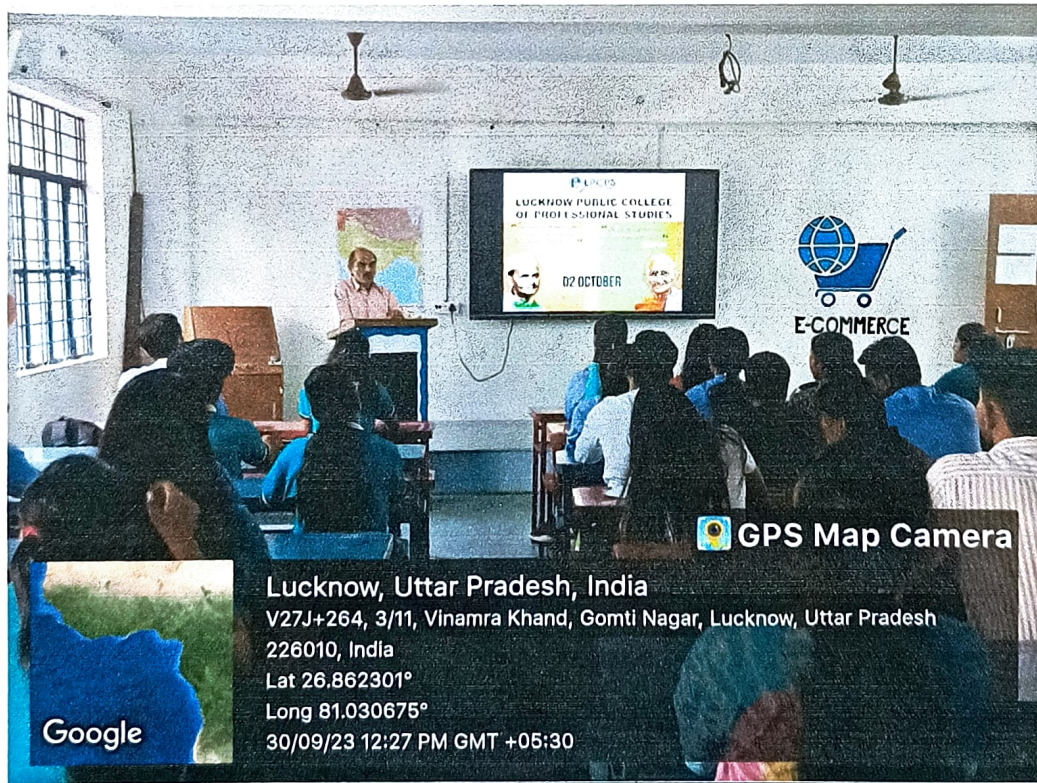 LPCPS
LUCKNOW PUBLIC COLLEGE
OF PROFESSIONAL STUDIES
02 OCTOBER
E-COMMERCE
GPS Map Camera
Lucknow, Uttar Pradesh, India
V27J+264, 3/11, Vinamra Khand, Gomti Nagar, Lucknow, Uttar Pradesh
226010, India
Lat 26.862301°
Long 81.030675°
30/09/23 12:27 PM GMT +05:30
Google